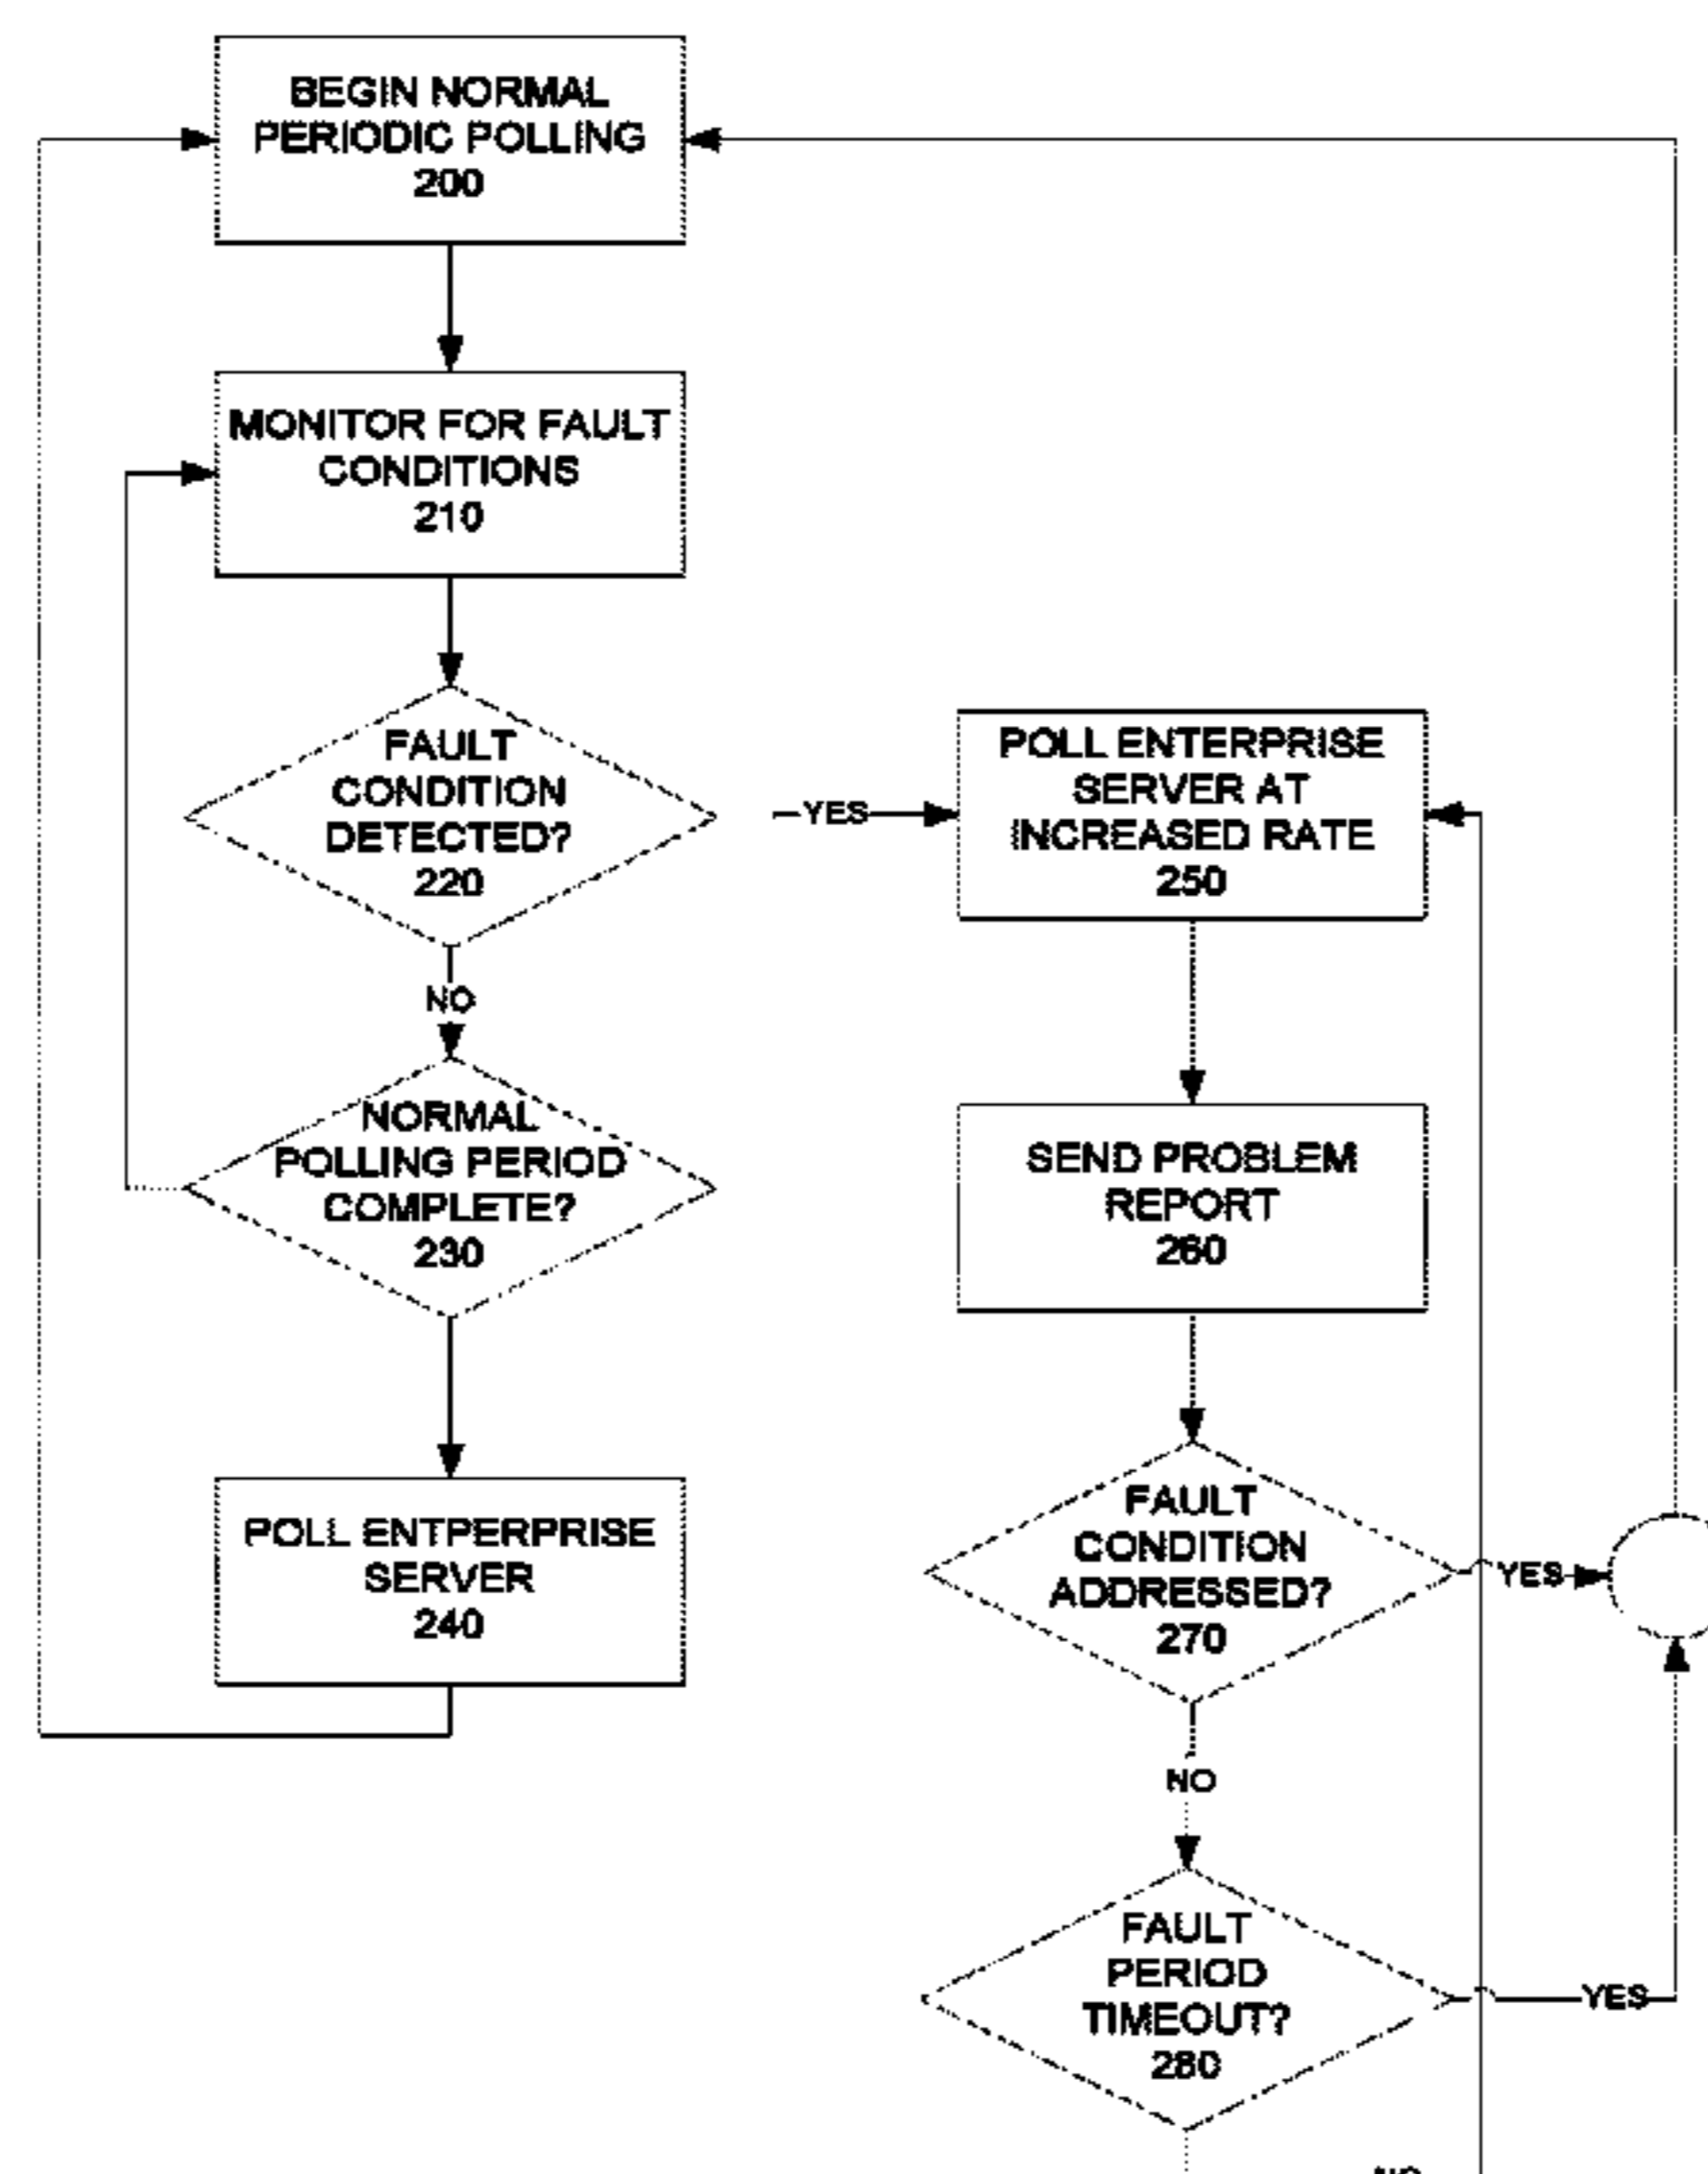 BEGIN NORMAL
PERIODIC POLLING
200
MONITOR FOR FAULT
CONDITIONS
210
FAULT
CONDITION
DETECTED?
220
YES
POLL ENTERPRISE
SERVER AT
INCREASED RATE
250
NO
NORMAL
POLLING PERIOD
COMPLETE?
230
SEND PROBLEM
REPORT
260
POLL ENTPERPRISE
SERVER
240
FAULT
CONDITION
ADDRESSED?
270
YES
NO
FAULT
PERIOD
TIMEOUT?
280
YES